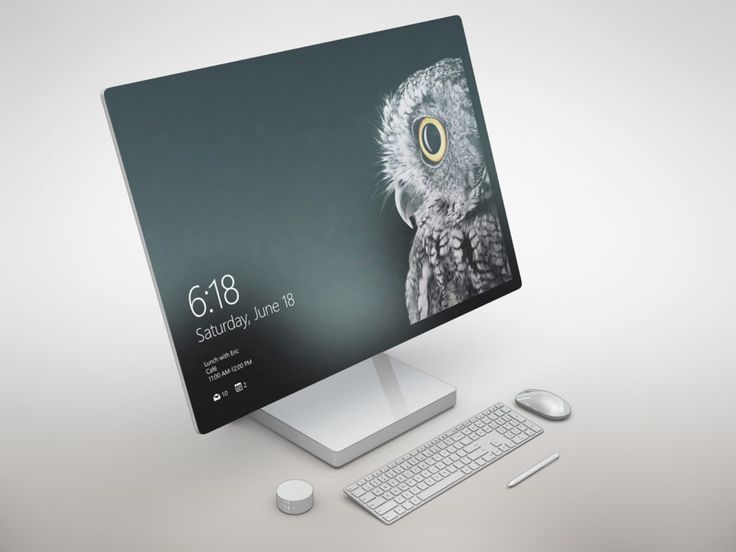 6:18
Saturday, June 18
Lunch with Eric
Café
11:00 AM-12:00 PM
10 2